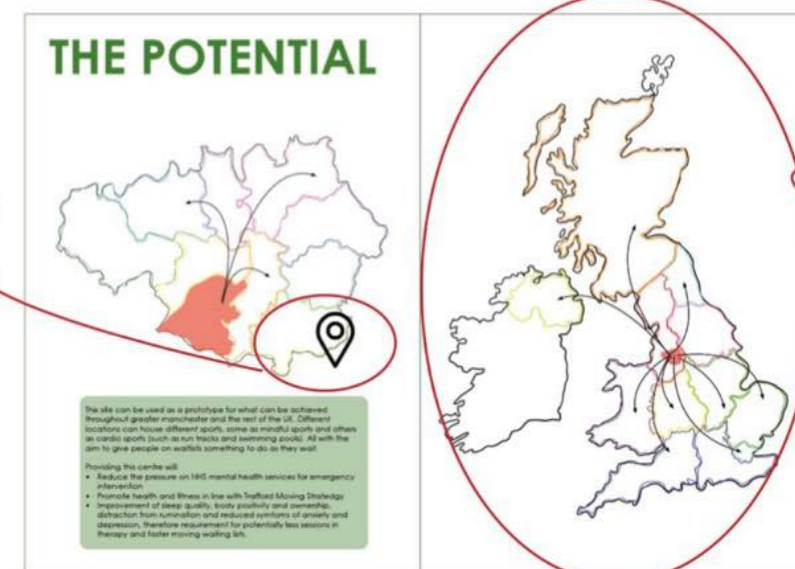 THE POTENTIAL
The site can be used as a prototype for what can be achieved
throughout greater manchester and the rest of the UK. Different
locations can house different sports, some as mindful sports and others
as cardio sports (such as run tracks and swimming pools). All with the
aim to give people on waitlists something to do as they wait.
Providing this centre will
• Reduce the pressure on NHS mental health services for emergency
intervention
• Promote health and fitness in line with Trafford Moving Stratedgy
• Improvement of sleep quality, body positivity and ownership,
distraction from rumination and reduced symtoms of anxiety and
depression, therefore requirement for potentially less sessions in
therapy and faster moving waiting lists.